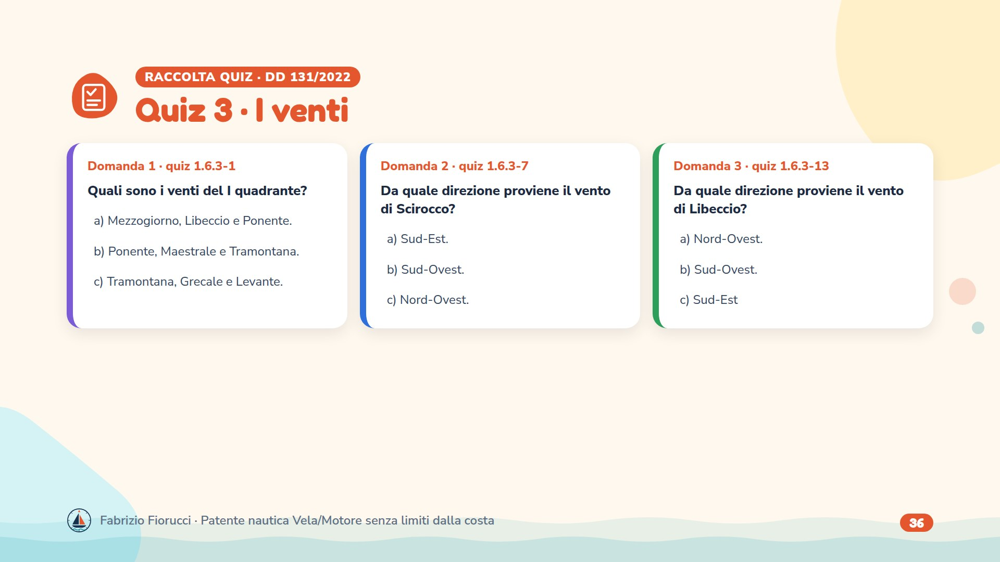 RACCOLTA QUIZ · DD 131/2022
Quiz 3 · I venti
Domanda 1 · quiz 1.6.3-1
Quali sono i venti del I quadrante?
a) Mezzogiorno, Libeccio e Ponente.
b) Ponente, Maestrale e Tramontana.
c) Tramontana, Grecale e Levante.
Domanda 2 · quiz 1.6.3-7
Da quale direzione proviene il vento
di Scirocco?
a) Sud-Est.
b) Sud-Ovest.
c) Nord-Ovest.
Domanda 3 · quiz 1.6.3-13
Da quale direzione proviene il vento
di Libeccio?
a) Nord-Ovest.
b) Sud-Ovest.
c) Sud-Est
Fabrizio Fiorucci · Patente nautica Vela/Motore senza limiti dalla costa
36